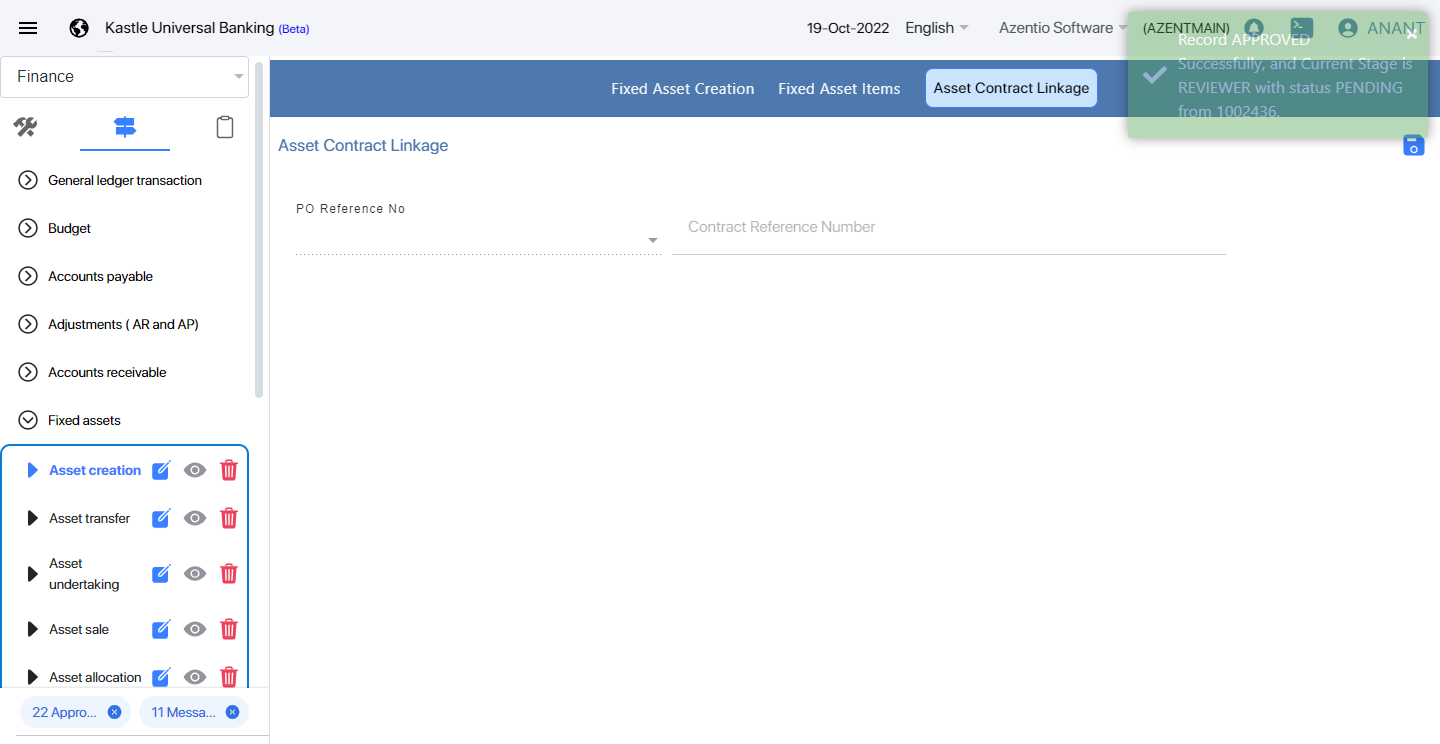 Kastle Universal Banking (Beta)
19-Oct-2022
English
Azentio Software
(AZENTMAIN)
ANANT
Record APPROVED
Successfully, and Current Stage is
REVIEWER with status PENDING
from 1002436.
Finance
Fixed Asset Creation
Fixed Asset Items
Asset Contract Linkage
Asset Contract Linkage
PO Reference No
Contract Reference Number
General ledger transaction
Budget
Accounts payable
Adjustments ( AR and AP)
Accounts receivable
Fixed assets
Asset creation
Asset transfer
Asset
undertaking
Asset sale
Asset allocation
22 Appro...
11 Messa...